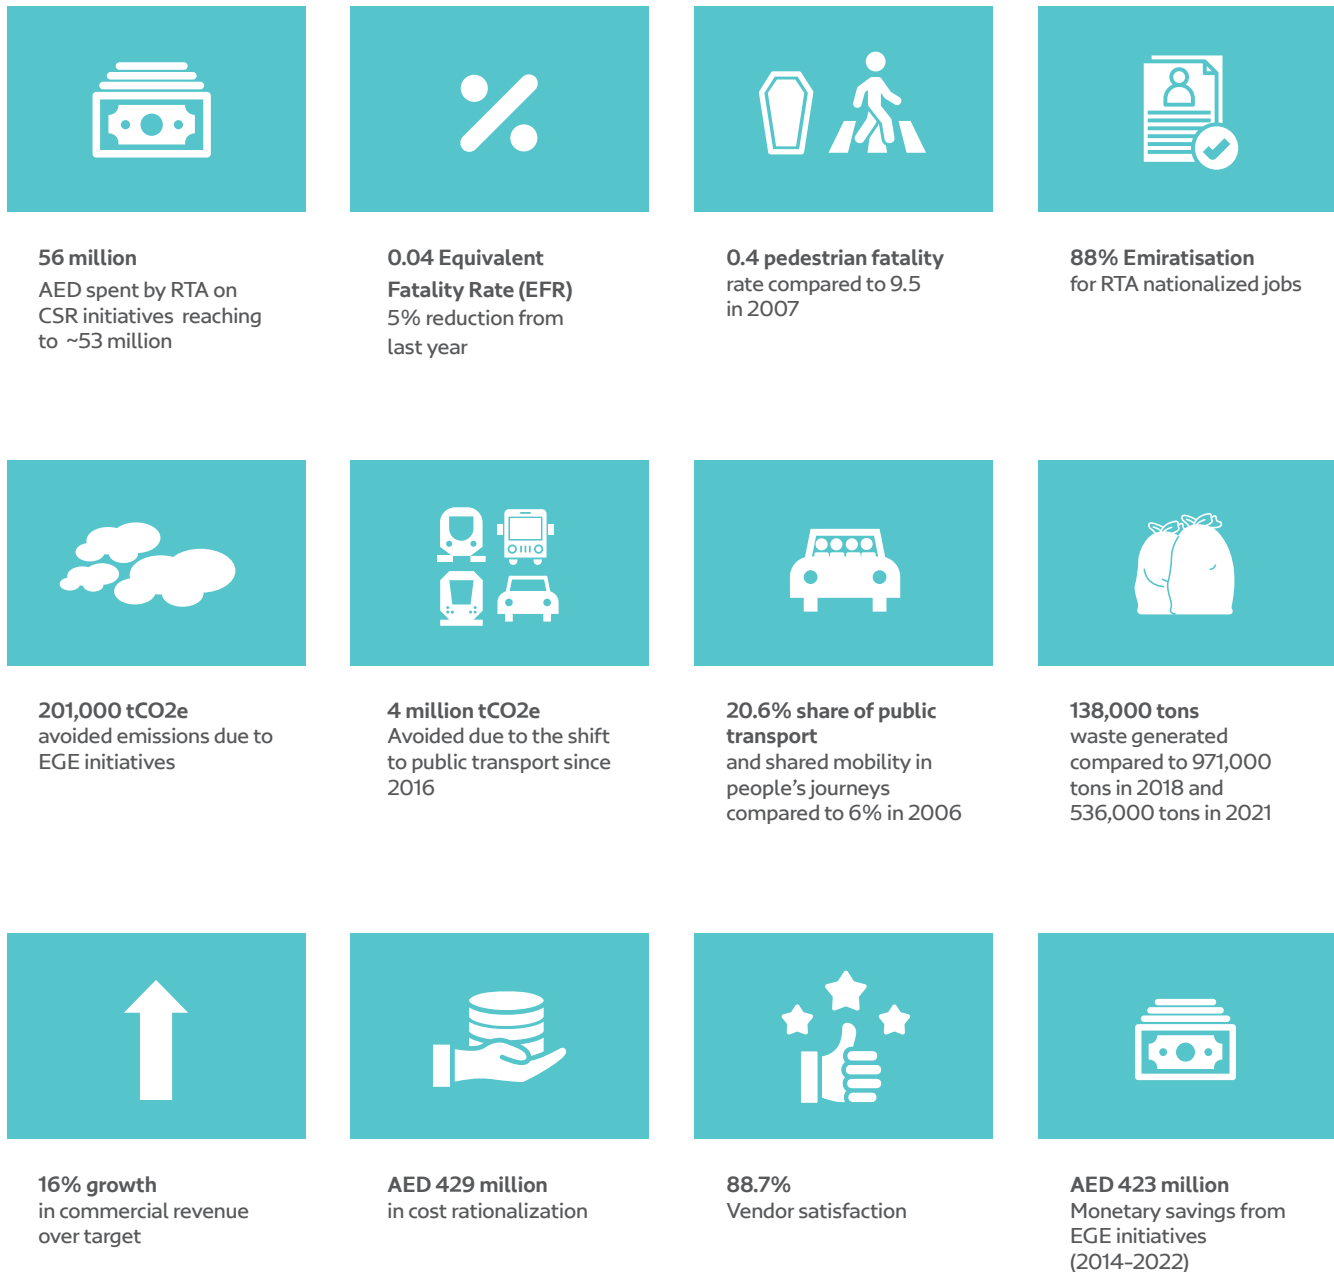 56 million
AED spent by RTA on
CSR initiatives  reaching
to  ~53 million
0.04 Equivalent
Fatality Rate (EFR)
5% reduction from
last year
0.4 pedestrian fatality
rate compared to 9.5
in 2007
88% Emiratisation
for RTA nationalized jobs
201,000 tCO2e
avoided emissions due to
EGE initiatives
4 million tCO2e
Avoided due to the shift
to public transport since
2016
20.6% share of public
transport
and shared mobility in
people's journeys
compared to 6% in 2006
138,000 tons
waste generated
compared to 971,000
tons in 2018 and
536,000 tons in 2021
16% growth
in commercial revenue
over target
AED 429 million
in cost rationalization
88.7%
Vendor satisfaction
AED 423 million
Monetary savings from
EGE initiatives
(2014-2022)